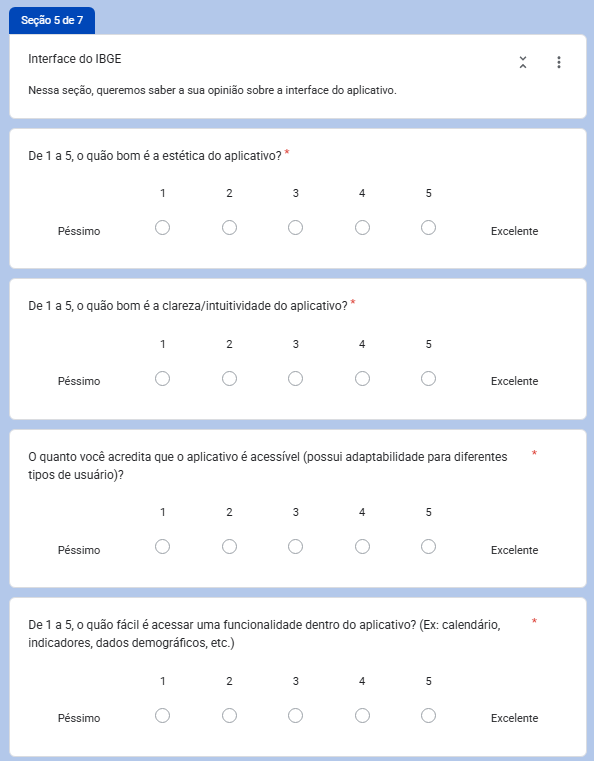 Seção 5 de 7
Interface do IBGE
Nessa seção, queremos saber a sua opinião sobre a interface do aplicativo.
De 1 a 5, o quão bom é a estética do aplicativo? *
1 2 3 4 5
Péssimo Excelente
De 1 a 5, o quão bom é a clareza/intuitividade do aplicativo? *
1 2 3 4 5
Péssimo Excelente
O quanto você acredita que o aplicativo é acessível (possui adaptabilidade para diferentes *
tipos de usuário)?
1 2 3 4 5
Péssimo Excelente
De 1 a 5, o quão fácil é acessar uma funcionalidade dentro do aplicativo? (Ex: calendário, *
indicadores, dados demográficos, etc.)
1 2 3 4 5
Péssimo Excelente